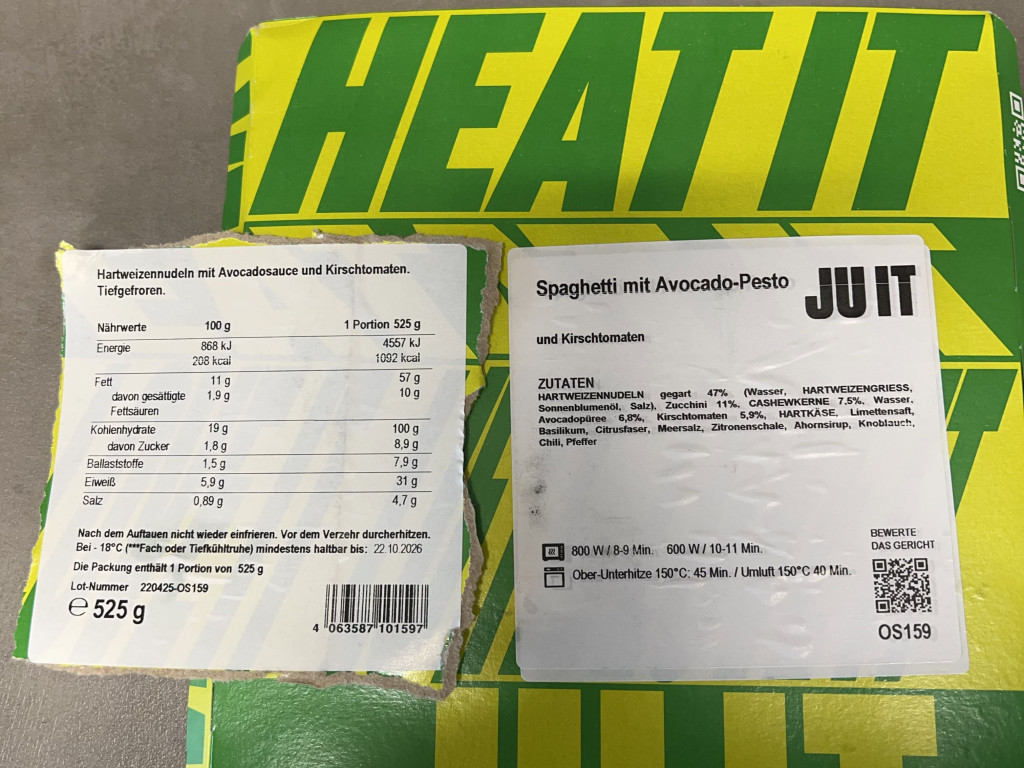 HEAT IT
Hartweizennudeln mit Avocadosauce und Kirschtomaten.
Tiefgefroren.
Nährwerte 100 g 1 Portion 525 g
Energie 868 kJ 4557 kJ
208 kcal 1092 kcal
Fett 11 g 57 g
davon gesättigte 1,9 g 10 g
Fettsäuren
Kohlenhydrate 19 g 100 g
davon Zucker 1,8 g 8,9 g
Ballaststoffe 1,5 g 7,9 g
Eiweiß 5,9 g 31 g
Salz 0,89 g 4,7 g
Nach dem Auftauen nicht wieder einfrieren. Vor dem Verzehr durcherhitzen.
Bei - 18°C (***Fach oder Tiefkühltruhe) mindestens haltbar bis: 22.10.2026
Die Packung enthält 1 Portion von 525 g
Lot-Nummer 220425-OS159
℮ 525 g
4 063587 101597
Spaghetti mit Avocado-Pesto
JU IT
und Kirschtomaten
ZUTATEN
HARTWEIZENNUDELN gegart 47% (Wasser, HARTWEIZENGRIESS,
Sonnenblumenöl, Salz), Zucchini 11%, CASHEWKERNE 7,5%, Wasser,
Avocadopüree 6,8%, Kirschtomaten 5,9%, HARTKÄSE, Limettensaft,
Basilikum, Citrusfaser, Meersalz, Zitronenschale, Ahornsirup, Knoblauch,
Chili, Pfeffer
800 W / 8-9 Min. 600 W / 10-11 Min.
Ober-Unterhitze 150°C: 45 Min. / Umluft 150°C 40 Min.
BEWERTE
DAS GERICHT
OS159